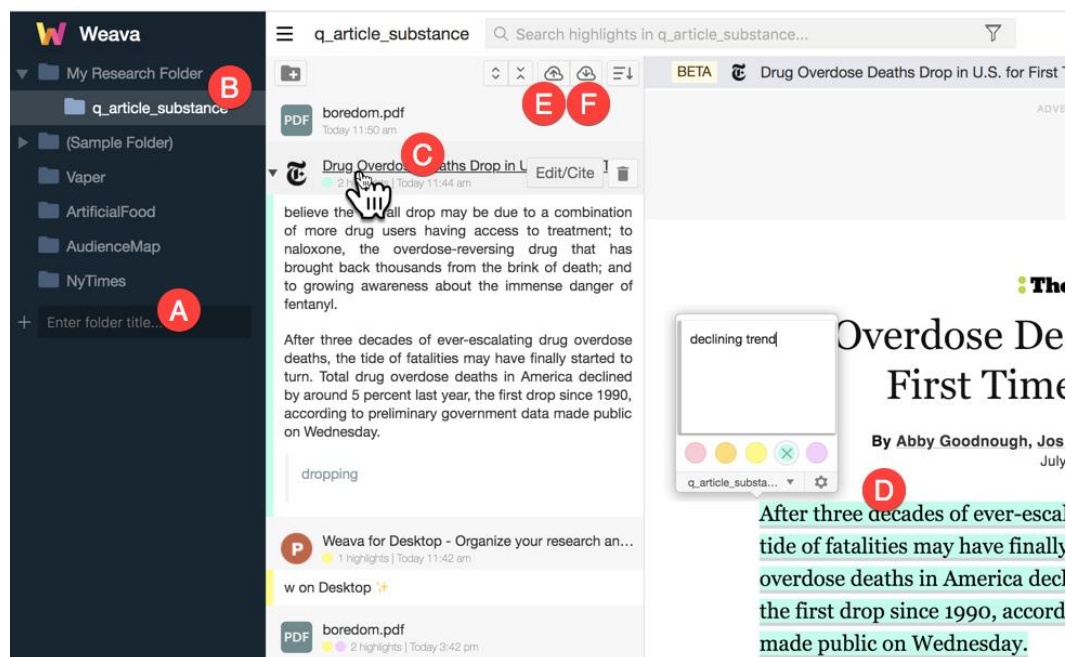 Weava
My Research Folder
B
q_article_substance
(Sample Folder)
Vaper
ArtificialFood
AudienceMap
NyTimes
A
Enter folder title...
q_article_substance
Search highlights in q_article_substance...
E
F
PDF
boredom.pdf
Today 11:50 am
C
Drug Overdose Deaths Drop in U
Edit/Cite
2 highlights | Today 11:44 am
believe the overall drop may be due to a combination
of more drug users having access to treatment; to
naloxone, the overdose-reversing drug that has
brought back thousands from the brink of death; and
to growing awareness about the immense danger of
fentanyl.
After three decades of ever-escalating drug overdose
deaths, the tide of fatalities may have finally started to
turn. Total drug overdose deaths in America declined
by around 5 percent last year, the first drop since 1990,
according to preliminary government data made public
on Wednesday.
dropping
P
Weava for Desktop - Organize your research an...
1 highlights | Today 11:42 am
w on Desktop ✨
PDF
boredom.pdf
2 highlights | Today 3:42 pm
BETA Drug Overdose Deaths Drop in U.S. for First T
ADVE
The
Overdose De
First Time
By Abby Goodnough, Jos
July
declining trend
q_article_substa...
D
After three decades of ever-escal
tide of fatalities may have finally
overdose deaths in America decl
the first drop since 1990, accord
made public on Wednesday.